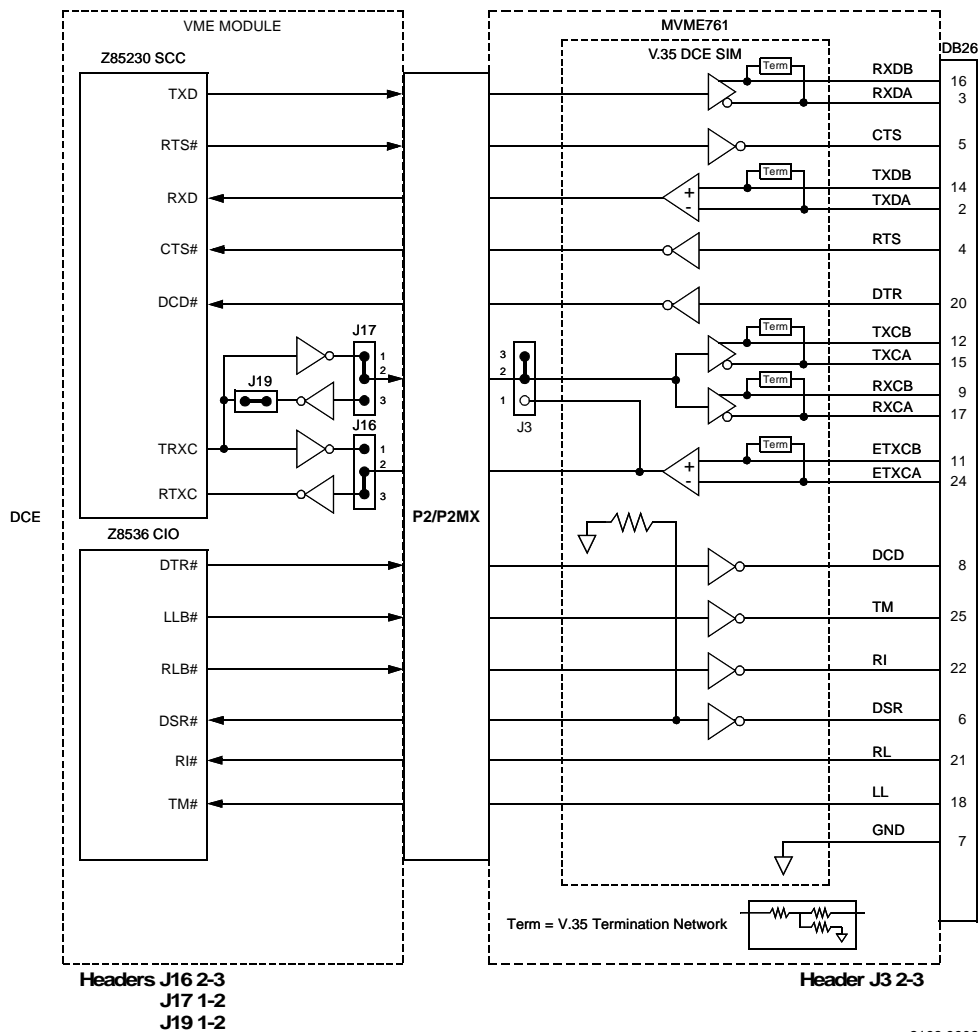 VME MODULE
MVME761
Z85230 SCC
V.35 DCE SIM
DB26
Term
RXDB
16
TXD
RXDA
3
RTS#
CTS
5
Term
TXDB
14
RXD
+
-
TXDA
2
CTS#
RTS
4
DCD#
DTR
20
J17
Term
TXCB
12
1
2
3
3
2
1
TXCA
15
J19
Term
RXCB
9
J16
J3
RXCA
17
TRXC
1
2
3
Term
ETXCB
11
RTXC
+
-
ETXCA
24
DCE
P2/P2MX
Z8536 CIO
DTR#
DCD
8
LLB#
TM
25
RLB#
RI
22
DSR#
DSR
6
RI#
RL
21
TM#
LL
18
GND
7
Term = V.35 Termination Network
Headers J16 2-3
J17 1-2
J19 1-2
Header J3 2-3